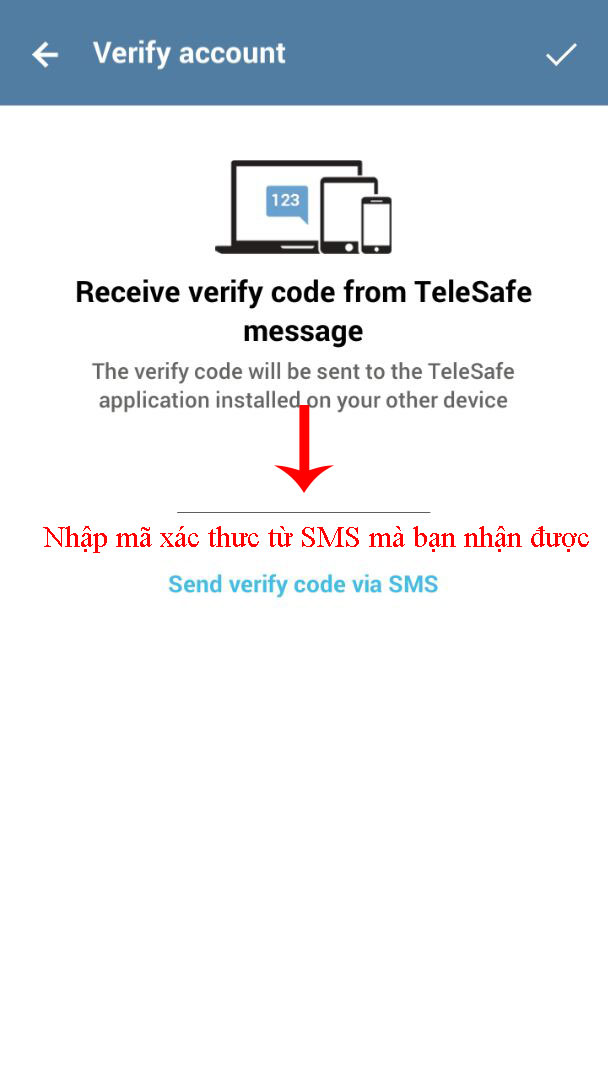 Verify account
123
Receive verify code from TeleSafe
message
The verify code will be sent to the TeleSafe
application installed on your other device
Nhập mã xác thưc từ SMS mà bạn nhận được
Send verify code via SMS